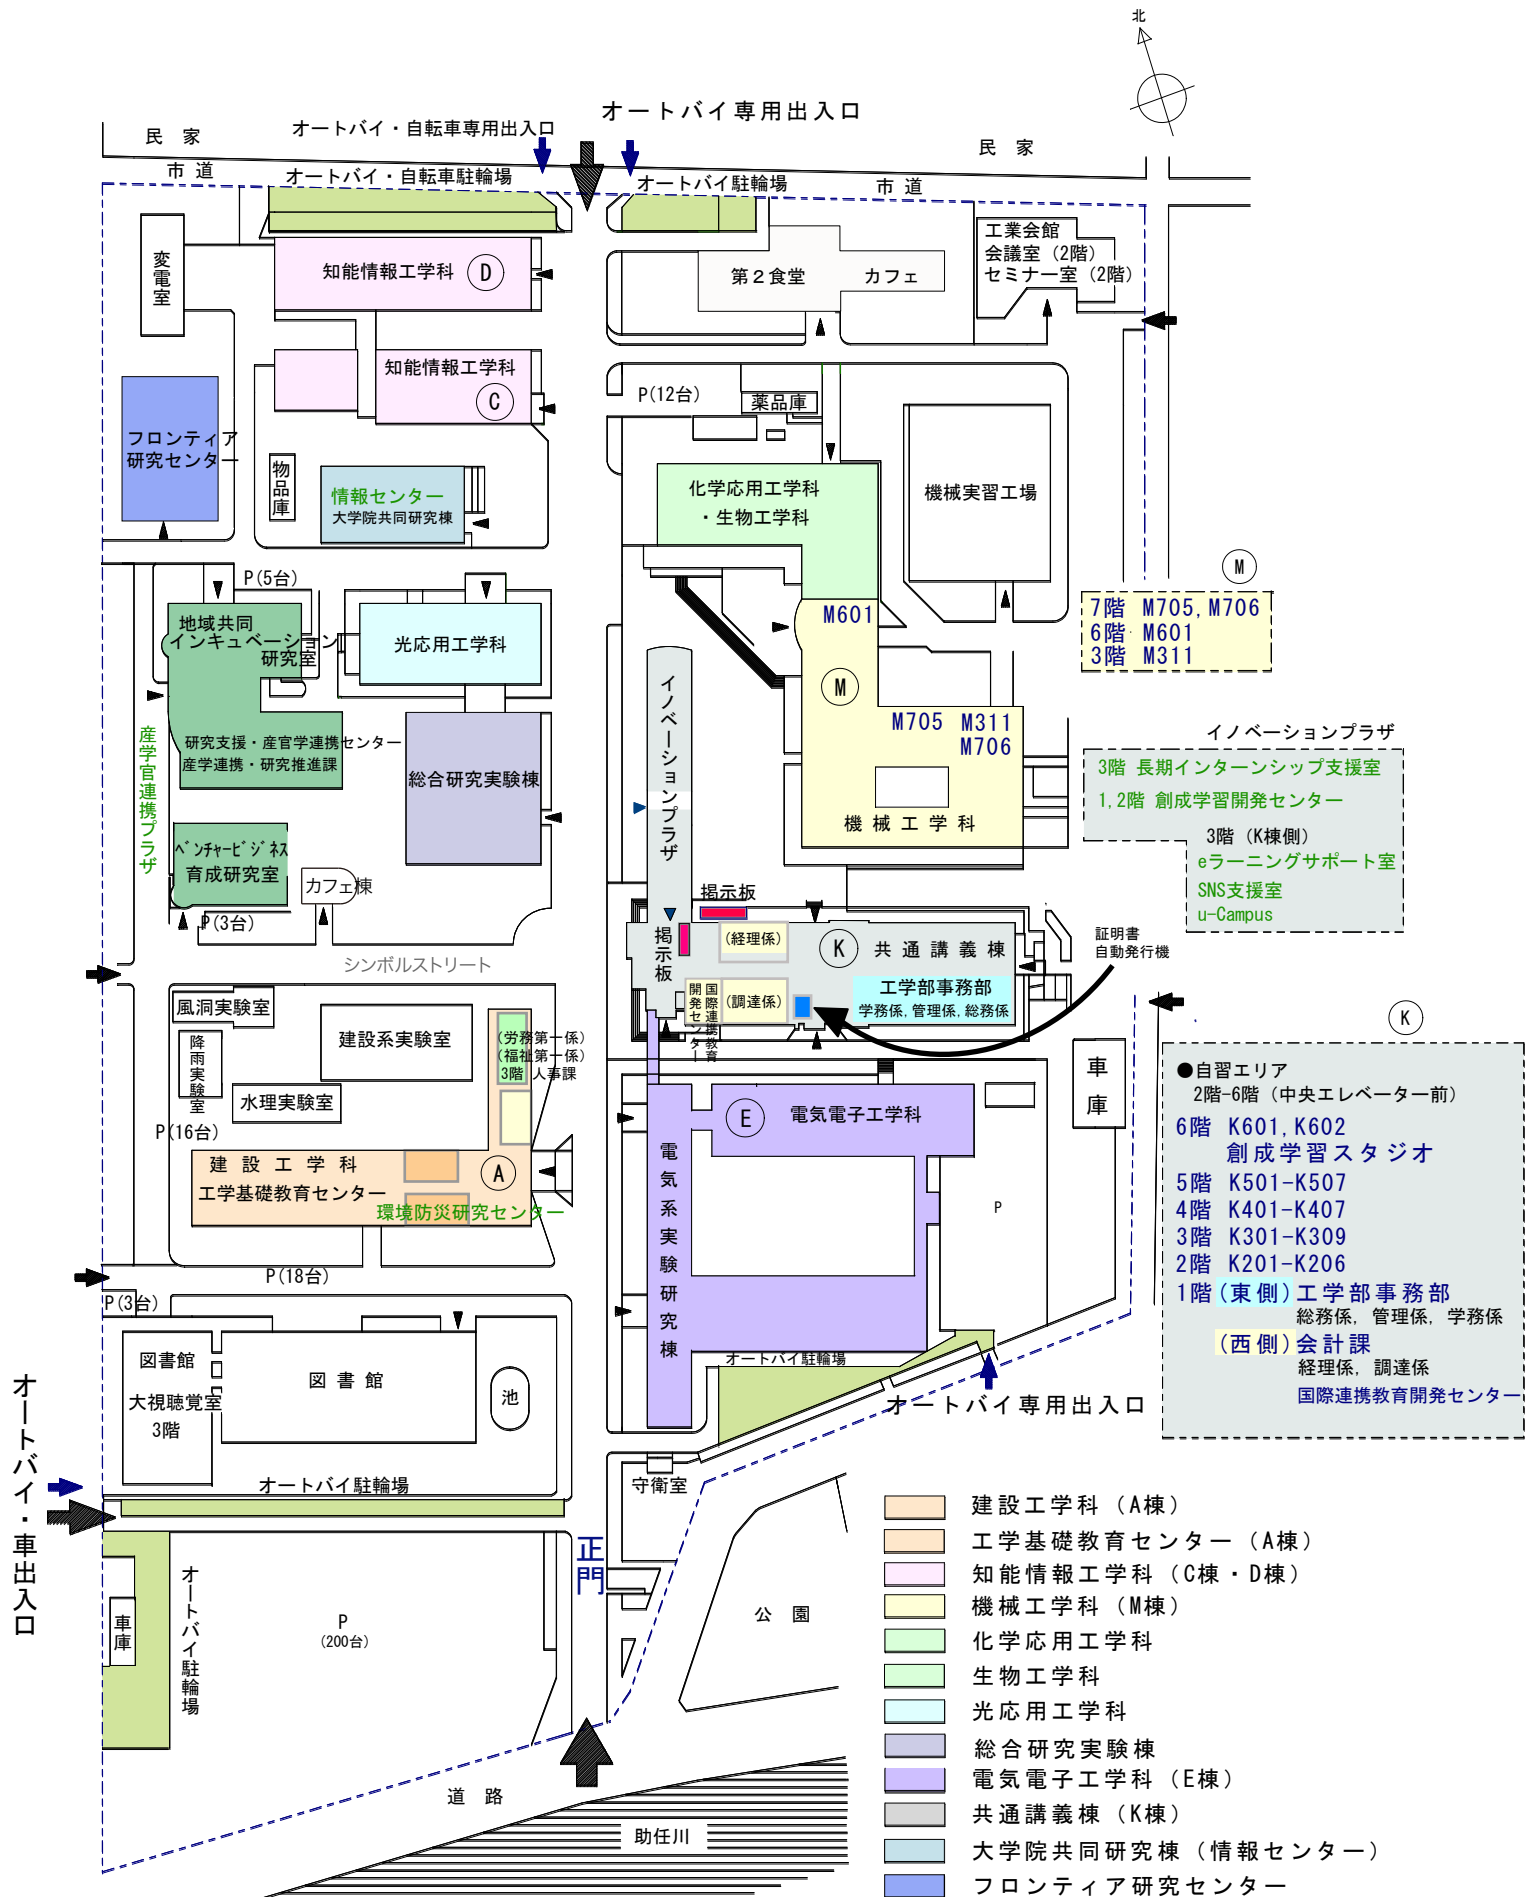 北
オートバイ専用出入口
オートバイ・自転車専用出入口
民　家
民　家
市 道
オートバイ・自転車駐輪場
オートバイ駐輪場
市 道
変電室
知能情報工学科
D
第２食堂
カフェ
工業会館
会議室（2階）
セミナー室（2階）
知能情報工学科
C
P(12台)
薬品庫
フロンティア
研究センター
物品庫
情報センター
大学院共同研究棟
化学応用工学科
・生物工学科
機械実習工場
P(5台)
地域共同
インキュベーション
研究室
光応用工学科
M601
M
M
7階 M705,M706
6階 M601
3階 M311
イノベーションプラザ
M705 M311
M706
機 械 工 学 科
産学官連携プラザ
研究支援・産官学連携センター
産学連携・研究推進課
総合研究実験棟
イノベーションプラザ
3階 長期インターンシップ支援室
1,2階 創成学習開発センター
3階（K棟側）
eラーニングサポート室
SNS支援室
u-Campus
ベンチャービジネス
育成研究室
カフェ棟
P(3台)
シンボルストリート
掲示板
掲示板
(経理係)
K
共 通 講 義 棟
証明書
自動発行機
国際連携教育
開発センター
(調達係)
工学部事務部
学務係,管理係,総務係
風洞実験室
降雨実験室
建設系実験室
水理実験室
(労務第一係)
(福祉第一係)
3階 人事課
P(16台)
建 設 工 学 科
工学基礎教育センター
A
環境防災研究センター
E
電気電子工学科
電気系実験研究棟
車庫
P
K
●自習エリア
2階-6階（中央エレベーター前）
6階 K601,K602
創成学習スタジオ
5階 K501-K507
4階 K401-K407
3階 K301-K309
2階 K201-K206
1階(東側)工学部事務部
総務係, 管理係, 学務係
(西側)会計課
経理係, 調達係
国際連携教育開発センター
P(18台)
P(3台)
図書館
大視聴覚室
3階
図 書 館
池
オートバイ駐輪場
オートバイ専用出入口
守衛室
オートバイ駐輪場
オートバイ・車出入口
正門
車庫
オートバイ駐輪場
P
(200台)
公　園
道　路
助任川
建設工学科（A棟）
工学基礎教育センター（A棟）
知能情報工学科（C棟・D棟）
機械工学科（M棟）
化学応用工学科
生物工学科
光応用工学科
総合研究実験棟
電気電子工学科（E棟）
共通講義棟（K棟）
大学院共同研究棟（情報センター）
フロンティア研究センター